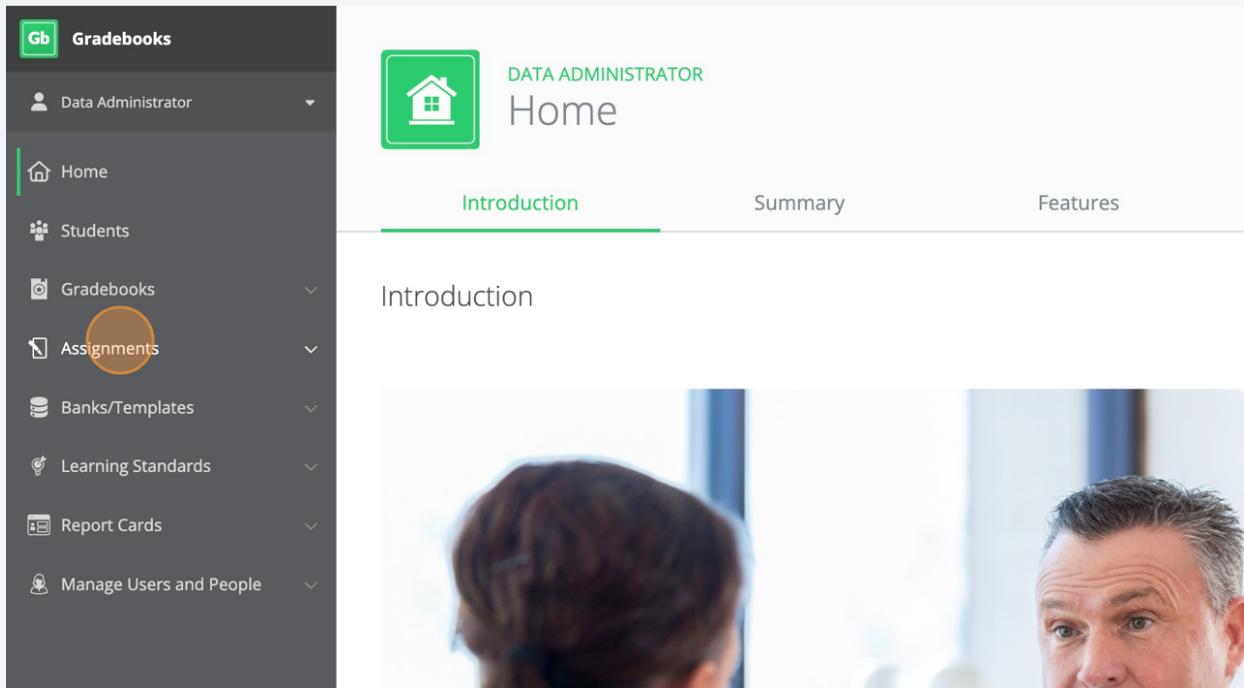 Gb Gradebooks
Data Administrator
Home
Students
Gradebooks
Assignments
Banks/Templates
Learning Standards
Report Cards
Manage Users and People
DATA ADMINISTRATOR
Home
Introduction Summary Features
Introduction